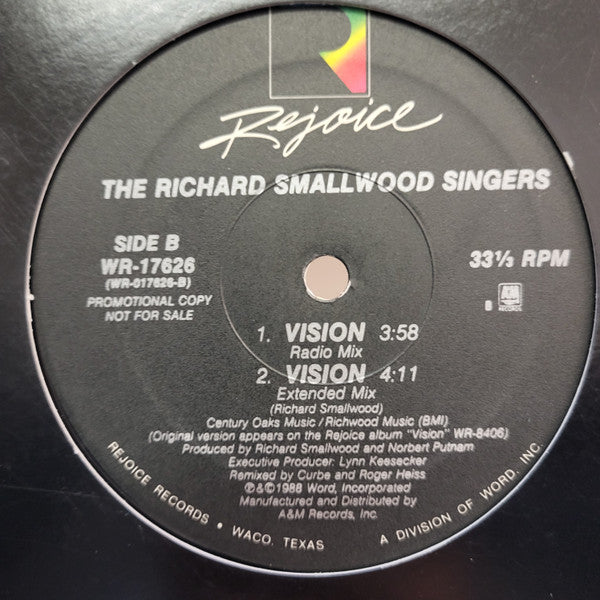 R
Rejoice
THE RICHARD SMALLWOOD SINGERS
SIDE B
WR-17626
(WR-017626-B)
PROMOTIONAL COPY
NOT FOR SALE
33⅓ RPM
B
A&M
RECORDS
1. VISION 3:58
Radio Mix
2. VISION 4:11
Extended Mix
(Richard Smallwood)
Century Oaks Music / Richwood Music (BMI)
(Original version appears on the Rejoice album "Vision" WR-8406)
Produced by Richard Smallwood and Norbert Putnam
Executive Producer: Lynn Keesecker
Remixed by Curbe and Roger Heiss
℗&©1988 Word, Incorporated
Manufactured and Distributed by
A&M Records, Inc.
REJOICE RECORDS • WACO, TEXAS A DIVISION OF WORD, INC.